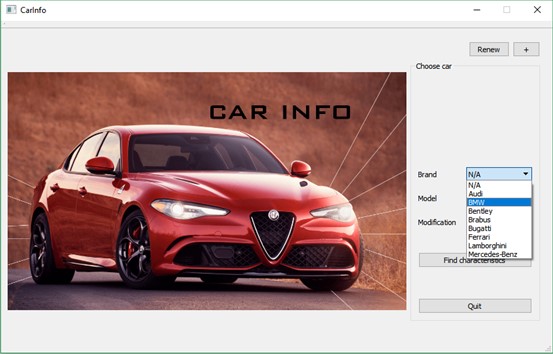 CarInfo
Renew +
Choose car
CAR INFO
Brand N/A
N/A
Audi
BMW
Bentley
Brabus
Bugatti
Ferrari
Lamborghini
Mercedes-Benz
Model
Modification
Find characteristics
Quit